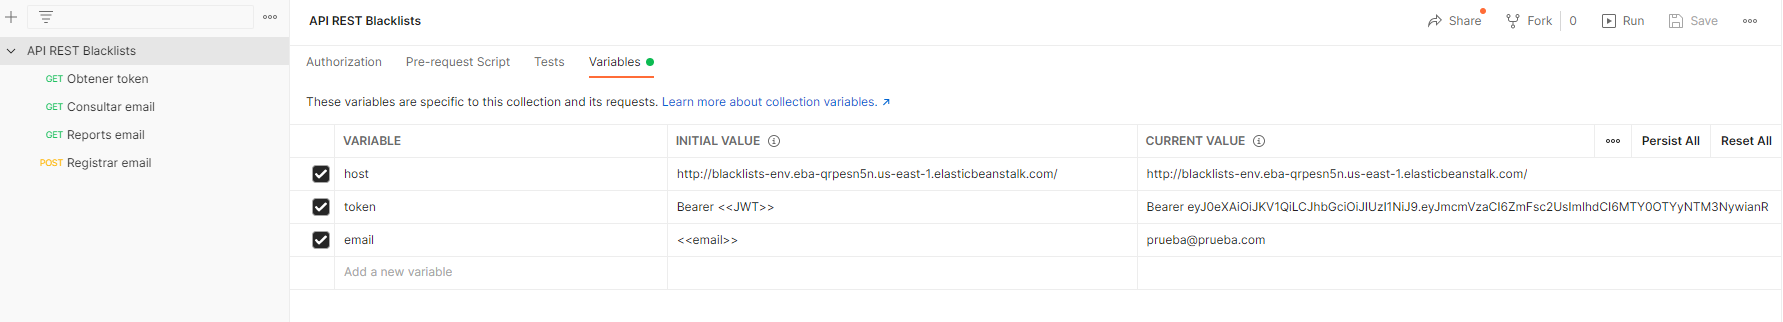 API REST Blacklists
Share
Fork 0
Run
Save
API REST Blacklists
GET Obtener token
GET Consultar email
GET Reports email
POST Registrar email
Authorization Pre-request Script Tests Variables
These variables are specific to this collection and its requests. Learn more about collection variables. ↗
VARIABLE INITIAL VALUE CURRENT VALUE Persist All Reset All
host http://blacklists-env.eba-qrpesn5n.us-east-1.elasticbeanstalk.com/ http://blacklists-env.eba-qrpesn5n.us-east-1.elasticbeanstalk.com/
token Bearer <<JWT>> Bearer eyJ0eXAiOiJKV1QiLCJhbGciOiJIUzI1NiJ9.eyJmcmVzaCI6ZmFsc2UsImlhdCI6MTY0OTYyNTM3NywianR
email <<email>> prueba@prueba.com
Add a new variable